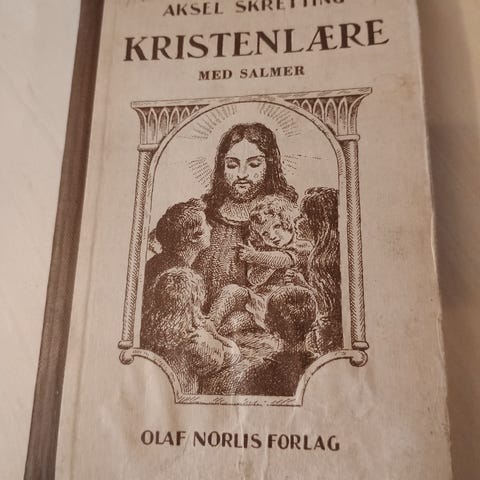 AKSEL SKRETTING
KRISTENLÆRE
MED SALMER
OLAF NORLIS FORLAG